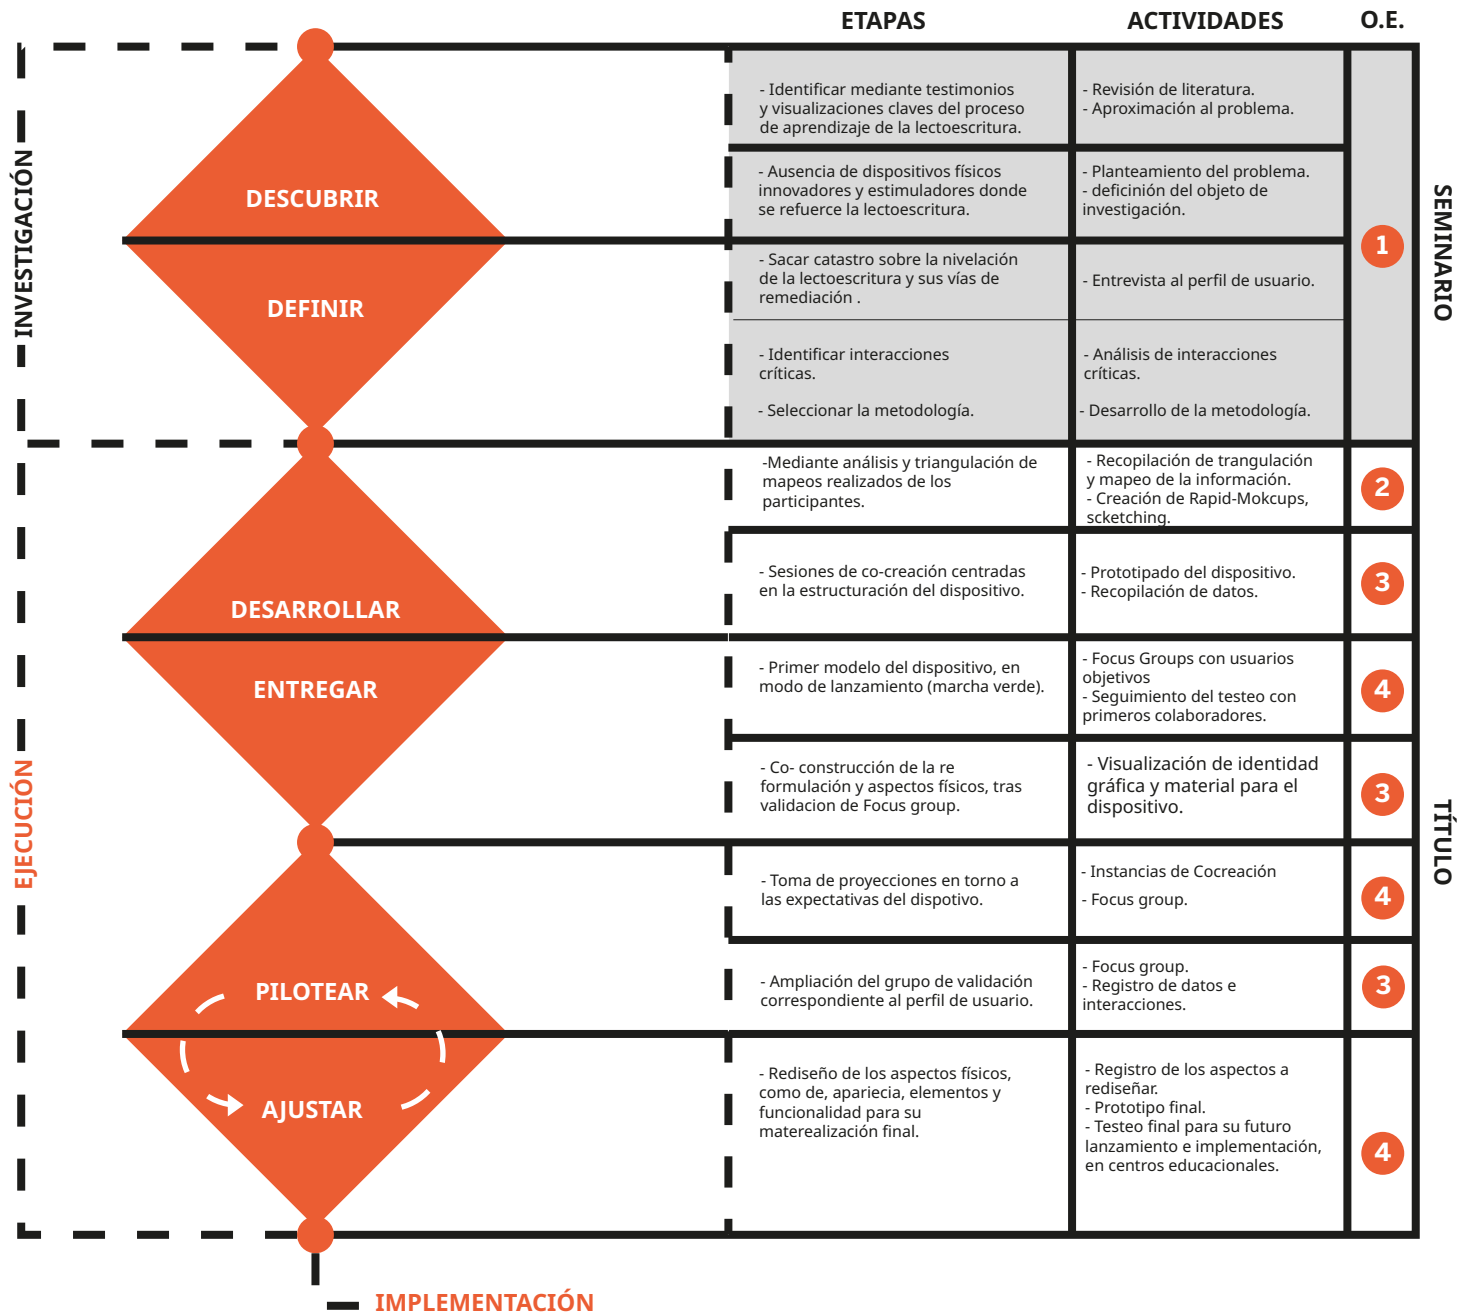 ETAPAS
ACTIVIDADES
O.E.
INVESTIGACIÓN
EJECUCIÓN
DESCUBRIR
DEFINIR
DESARROLLAR
ENTREGAR
PILOTEAR
AJUSTAR
IMPLEMENTACIÓN
- Identificar mediante testimonios
y visualizaciones claves del proceso
de aprendizaje de la lectoescritura.
- Revisión de literatura.
- Aproximación al problema.
- Ausencia de dispositivos físicos
innovadores y estimuladores donde
se refuerce la lectoescritura.
- Planteamiento del problema.
- deficinión del objeto de
investigación.
- Sacar catastro sobre la nivelación
de la lectoescritura y sus vías de
remediación .
- Entrevista al perfil de usuario.
- Identificar interacciones
críticas.
- Análisis de interacciones
críticas.
- Seleccionar la metodología.
- Desarrollo de la metodología.
1
-Mediante análisis y triangulación de
mapeos realizados de los
participantes.
- Recopilación de trangulación
y mapeo de la información.
- Creación de Rapid-Mokcups,
scketching.
2
- Sesiones de co-creación centradas
en la estructuración del dispositivo.
- Prototipado del dispositivo.
- Recopilación de datos.
3
- Primer modelo del dispositivo, en
modo de lanzamiento (marcha verde).
- Focus Groups con usuarios
objetivos
- Seguimiento del testeo con
primeros colaboradores.
4
- Co- construcción de la re
formulación y aspectos físicos, tras
validacion de Focus group.
- Visualización de identidad
gráfica y material para el
dispositivo.
3
- Toma de proyecciones en torno a
las expectativas del dispotivo.
- Instancias de Cocreación
- Focus group.
4
- Ampliación del grupo de validación
correspondiente al perfil de usuario.
- Focus group.
- Registro de datos e
interacciones.
3
- Rediseño de los aspectos físicos,
como de, apariecia, elementos y
funcionalidad para su
materealización final.
- Registro de los aspectos a
rediseñar.
- Prototipo final.
- Testeo final para su futuro
lanzamiento e implementación,
en centros educacionales.
4
SEMINARIO
TÍTULO